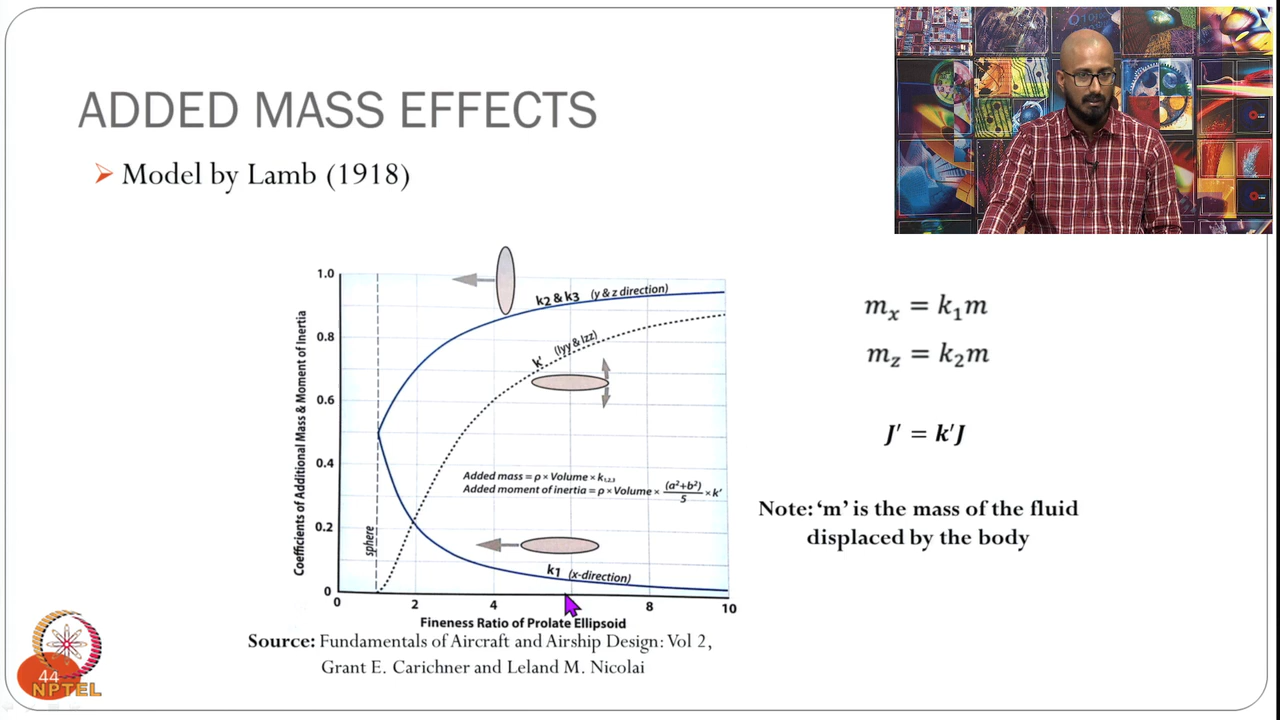 ADDED MASS EFFECTS
➢ Model by Lamb (1918)
Coefficients of Additional Mass & Moment of Inertia
1.0
0.8
0.6
0.4
0.2
0
0
2
4
8
10
sphere
k2 & k3 (y & z direction)
k' (Iyy & Izz)
Added mass = ρ × Volume × k₁,₂,₃
Added moment of inertia = ρ × Volume × (a²+b²)/5 × k'
k1 (x-direction)
Fineness Ratio of Prolate Ellipsoid
Source: Fundamentals of Aircraft and Airship Design: Vol 2,
Grant E. Carichner and Leland M. Nicolai
mₓ = k₁m
m_z = k₂m
J′ = k′J
Note: ‘m’ is the mass of the fluid
displaced by the body
44
NPTEL